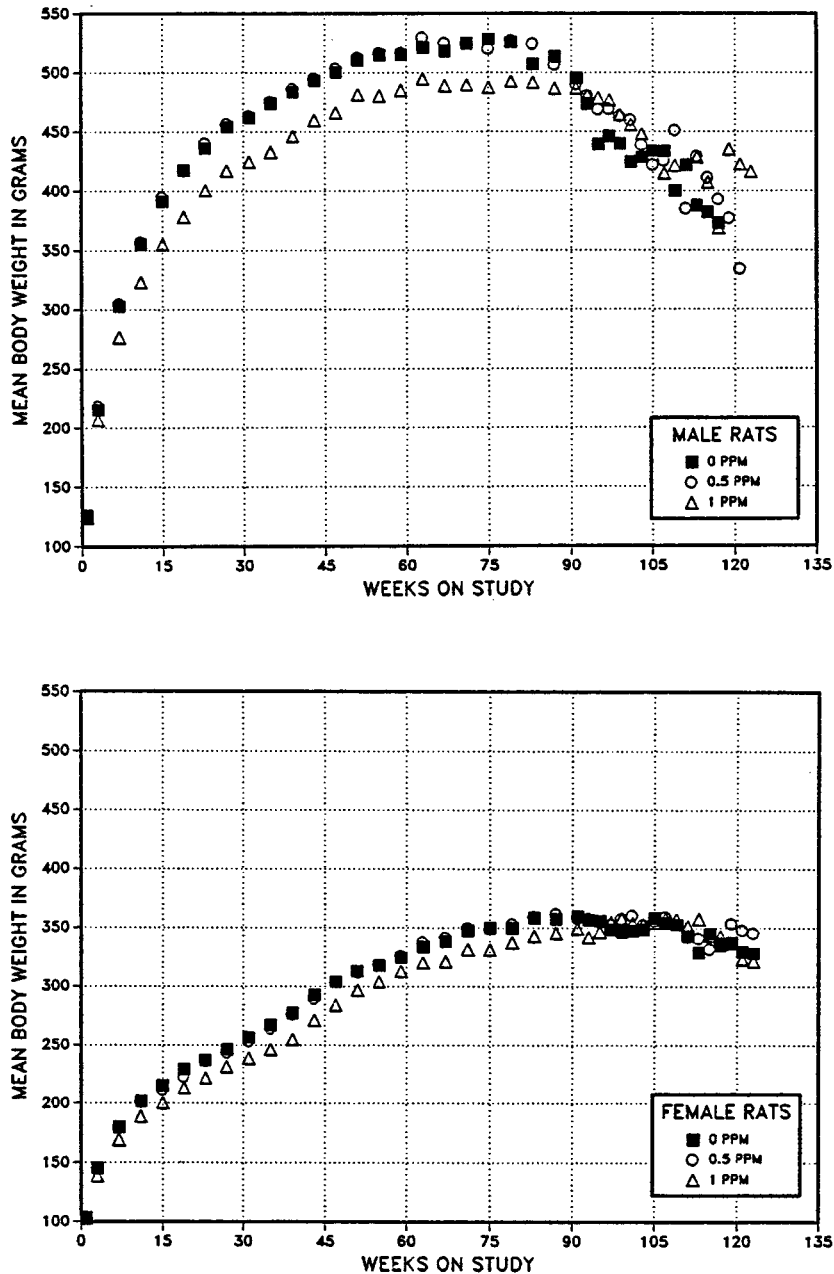 MEAN BODY WEIGHT IN GRAMS
550
500
450
400
350
300
250
200
150
100
MALE RATS
0 PPM
0.5 PPM
1 PPM
0 15 30 45 60 75 90 105 120 135
WEEKS ON STUDY
MEAN BODY WEIGHT IN GRAMS
550
500
450
400
350
300
250
200
150
100
FEMALE RATS
0 PPM
0.5 PPM
1 PPM
0 15 30 45 60 75 90 105 120 135
WEEKS ON STUDY